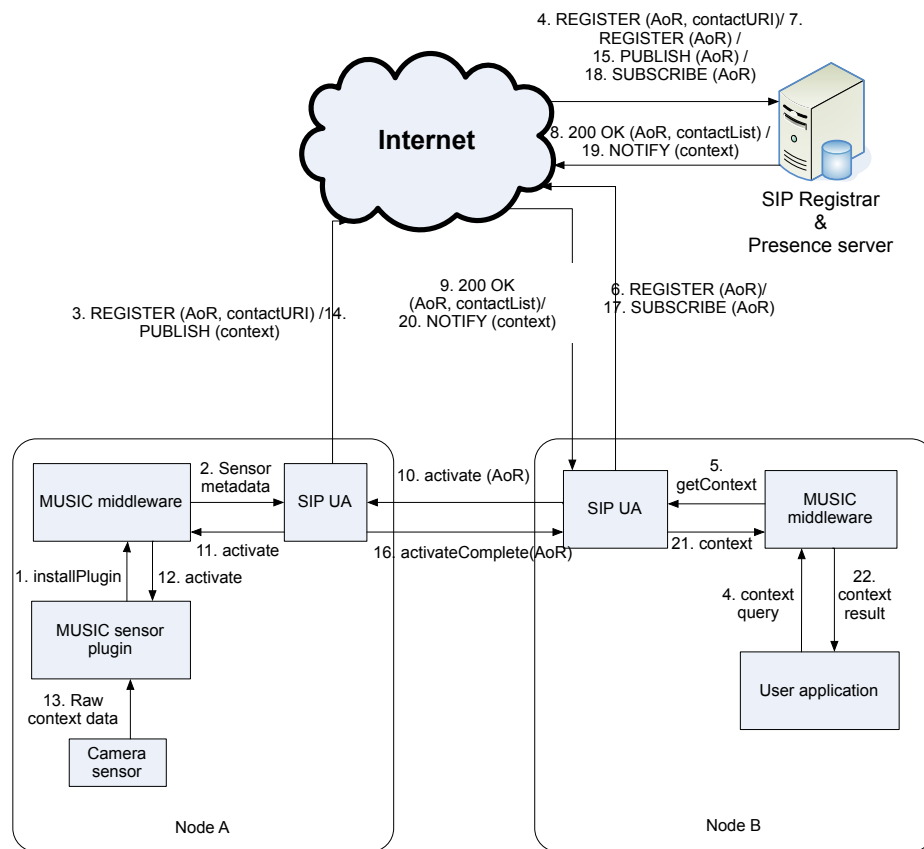 4. REGISTER (AoR, contactURI)/ 7.
REGISTER (AoR) /
15. PUBLISH (AoR) /
18. SUBSCRIBE (AoR)
Internet
8. 200 OK (AoR, contactList) /
19. NOTIFY (context)
SIP Registrar
&
Presence server
3. REGISTER (AoR, contactURI) /14.
PUBLISH (context)
9. 200 OK
(AoR, contactList)/
20. NOTIFY (context)
6. REGISTER (AoR)/
17. SUBSCRIBE (AoR)
MUSIC middleware
2. Sensor
metadata
SIP UA
10. activate (AoR)
SIP UA
5.
getContext
MUSIC
middleware
11. activate
16. activateComplete(AoR)
21. context
1. installPlugin
12. activate
4. context
query
22.
context
result
MUSIC sensor
plugin
User application
13. Raw
context data
Camera
sensor
Node A
Node B